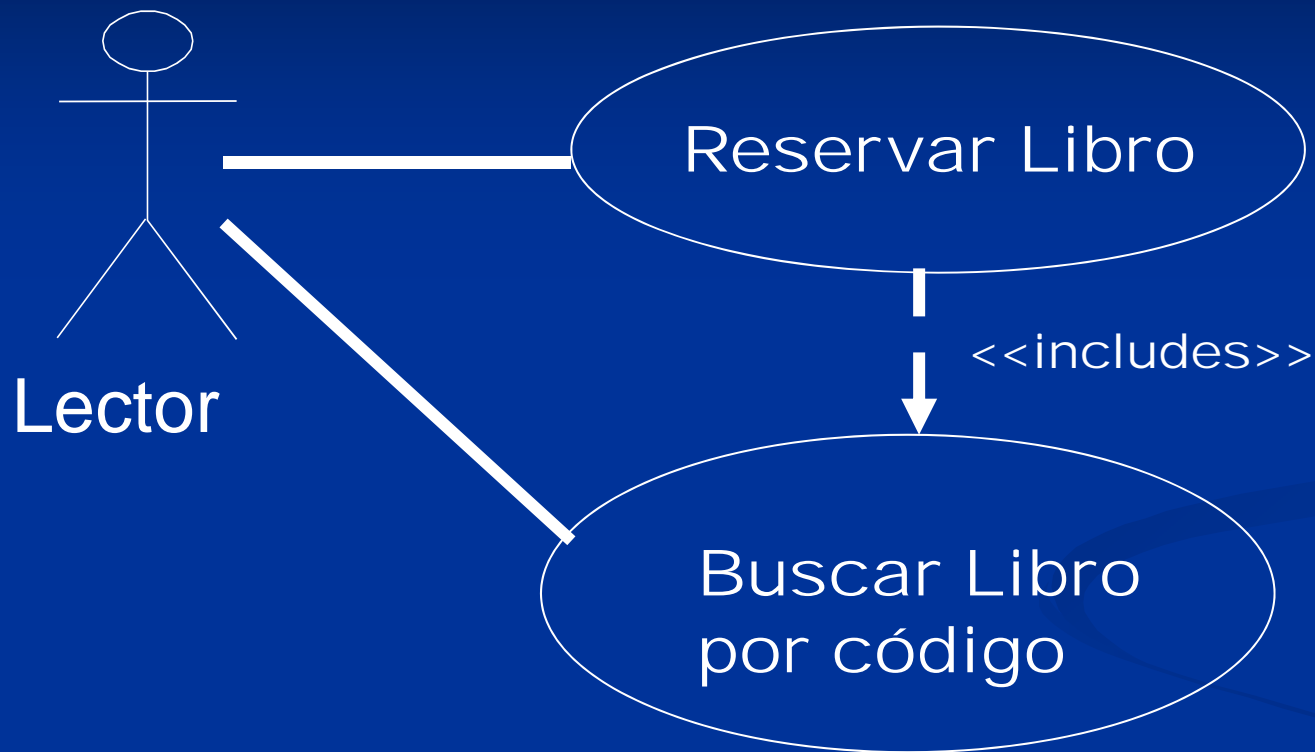 Reservar Libro
<<includes>>
Lector
Buscar Libro
por código